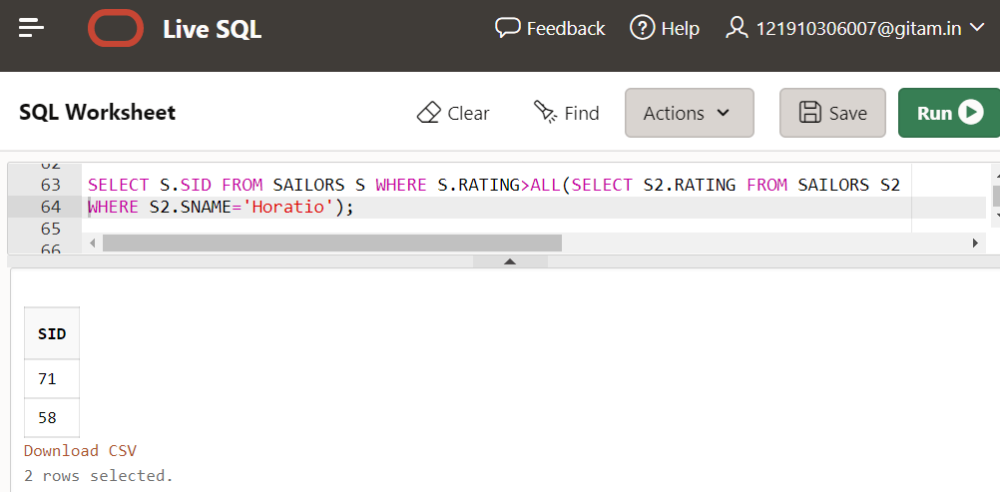 Live SQL Feedback Help 121910306007@gitam.in
SQL Worksheet Clear Find Actions Save Run
62
63 SELECT S.SID FROM SAILORS S WHERE S.RATING>ALL(SELECT S2.RATING FROM SAILORS S2
64 WHERE S2.SNAME='Horatio');
65
66
SID
71
58
Download CSV
2 rows selected.